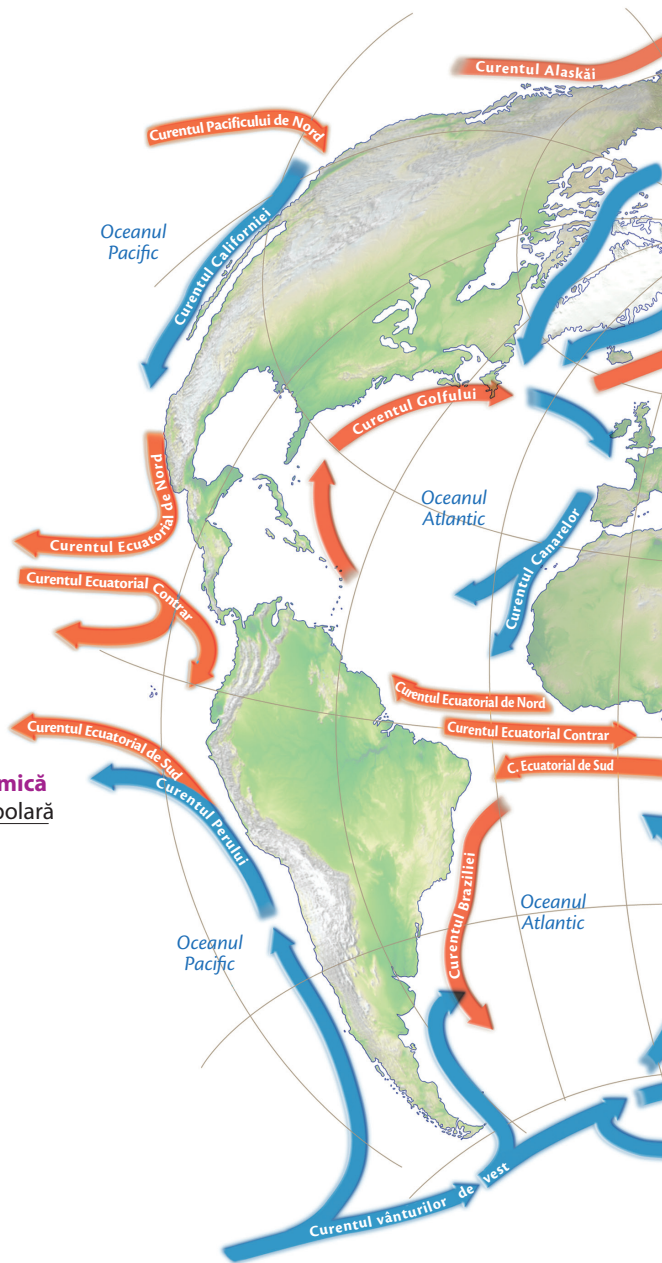 Curentul Alaskăi
Curentul Pacificului de Nord
Oceanul
Pacific
Curentul Californiei
Curentul Golfului
Curentul Ecuatorial de Nord
Oceanul
Atlantic
Curentul Canarelor
Curentul Ecuatorial Contrar
Curentul Ecuatorial de Nord
Curentul Ecuatorial Contrar
Curentul Ecuatorial de Sud
C. Ecuatorial de Sud
mică
polară
Curentul Perului
Curentul Braziliei
Oceanul
Atlantic
Oceanul
Pacific
Curentul vânturilor de vest